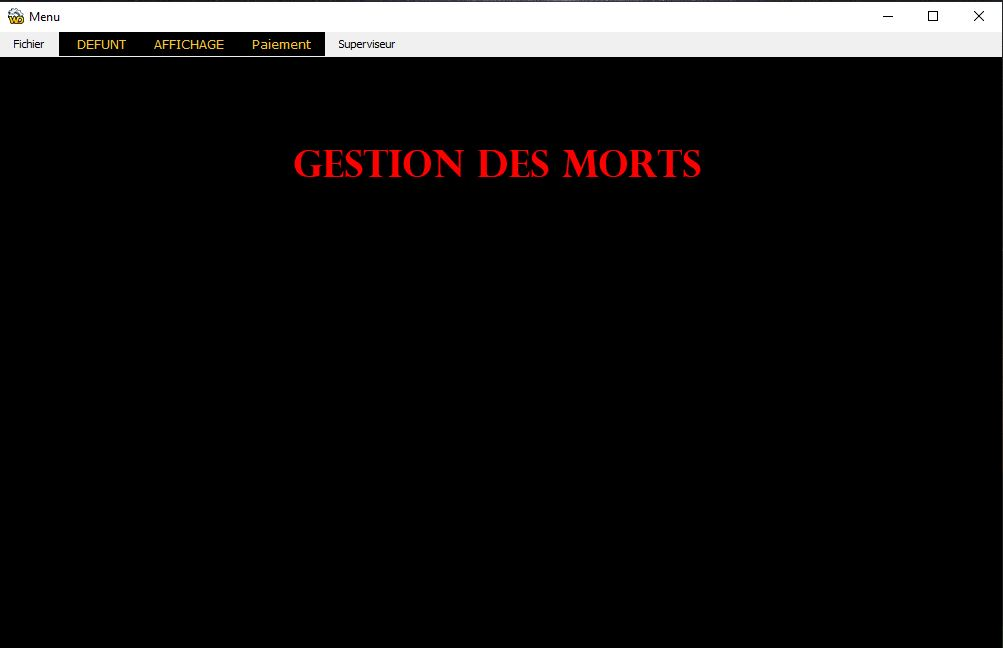 Menu
Fichier DEFUNT AFFICHAGE Paiement Superviseur
GESTION DES MORTS